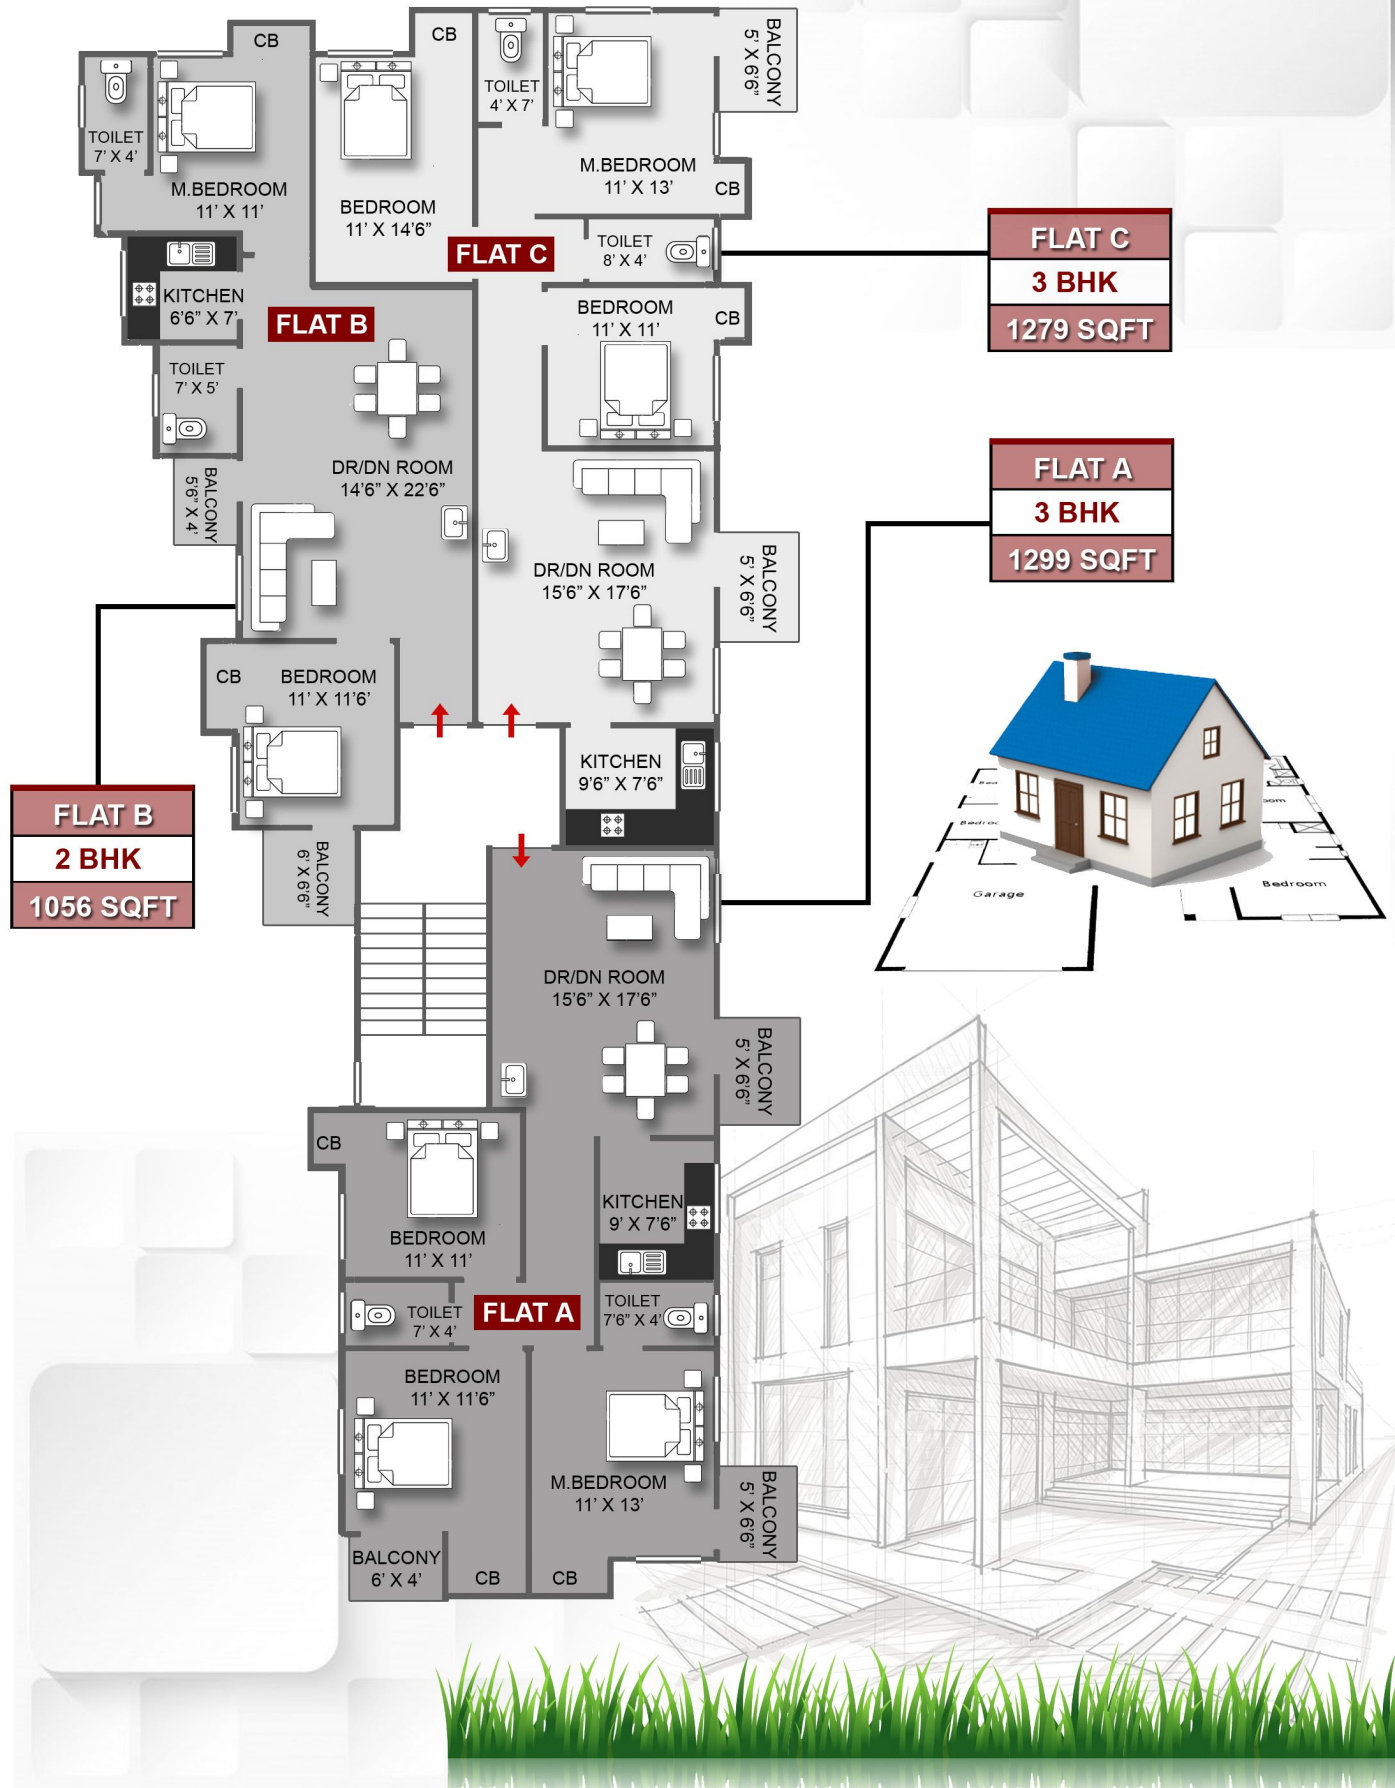 CB
TOILET
7' X 4'
M.BEDROOM
11' X 11'
CB
BEDROOM
11' X 14'6"
TOILET
4' X 7'
M.BEDROOM
11' X 13'
CB
BALCONY
5' X 6'6"
FLAT C
TOILET
8' X 4'
FLAT C
3 BHK
1279 SQFT
KITCHEN
6'6" X 7'
FLAT B
BEDROOM
11' X 11'
CB
TOILET
7' X 5'
DR/DN ROOM
14'6" X 22'6"
BALCONY
5'6" X 4'
FLAT A
3 BHK
1299 SQFT
DR/DN ROOM
15'6" X 17'6"
BALCONY
5' X 6'6"
CB
BEDROOM
11' X 11'6'
KITCHEN
9'6" X 7'6"
FLAT B
2 BHK
1056 SQFT
BALCONY
6' X 6'6"
Garage
Bedroom
DR/DN ROOM
15'6" X 17'6"
BALCONY
5' X 6'6"
CB
BEDROOM
11' X 11'
KITCHEN
9' X 7'6"
TOILET
7' X 4'
FLAT A
TOILET
7'6" X 4'
BEDROOM
11' X 11'6"
M.BEDROOM
11' X 13'
BALCONY
5' X 6'6"
BALCONY
6' X 4'
CB
CB